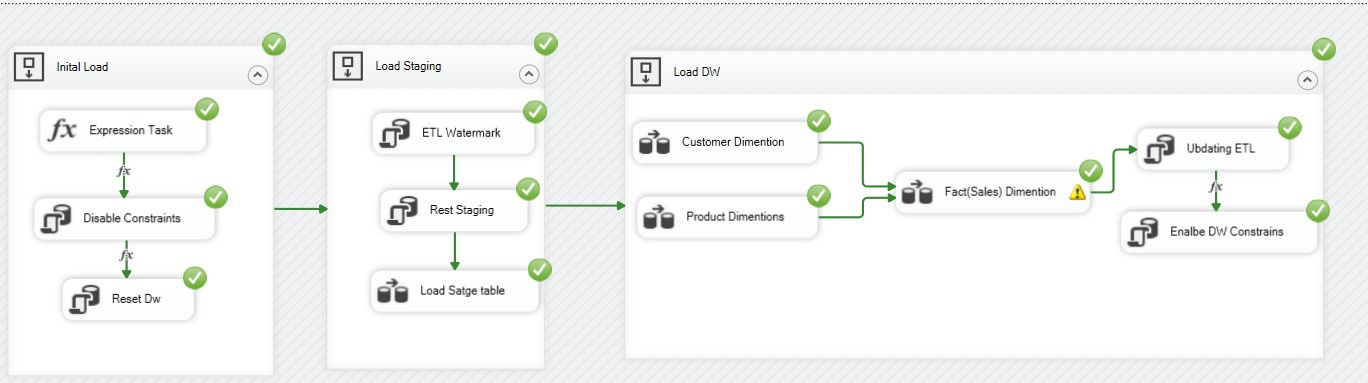 Inital Load
fx Expression Task
fx
Disable Constraints
fx
Reset Dw
Load Staging
ETL Watermark
Rest Staging
Load Satge table
Load DW
Customer Dimention
Product Dimentions
Fact(Sales) Dimention
Ubdating ETL
fx
Enalbe DW Constrains